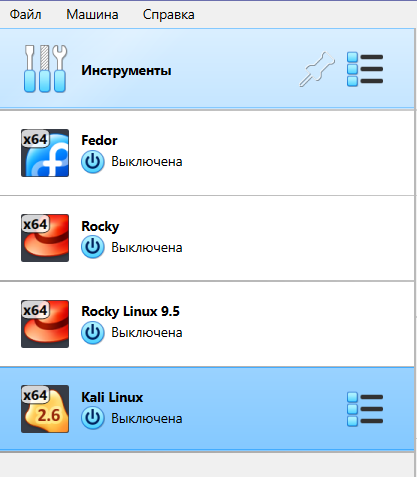 Файл Машина Справка
Инструменты
x64
Fedor
Выключена
x64
Rocky
Выключена
x64
Rocky Linux 9.5
Выключена
x64
2.6
Kali Linux
Выключена